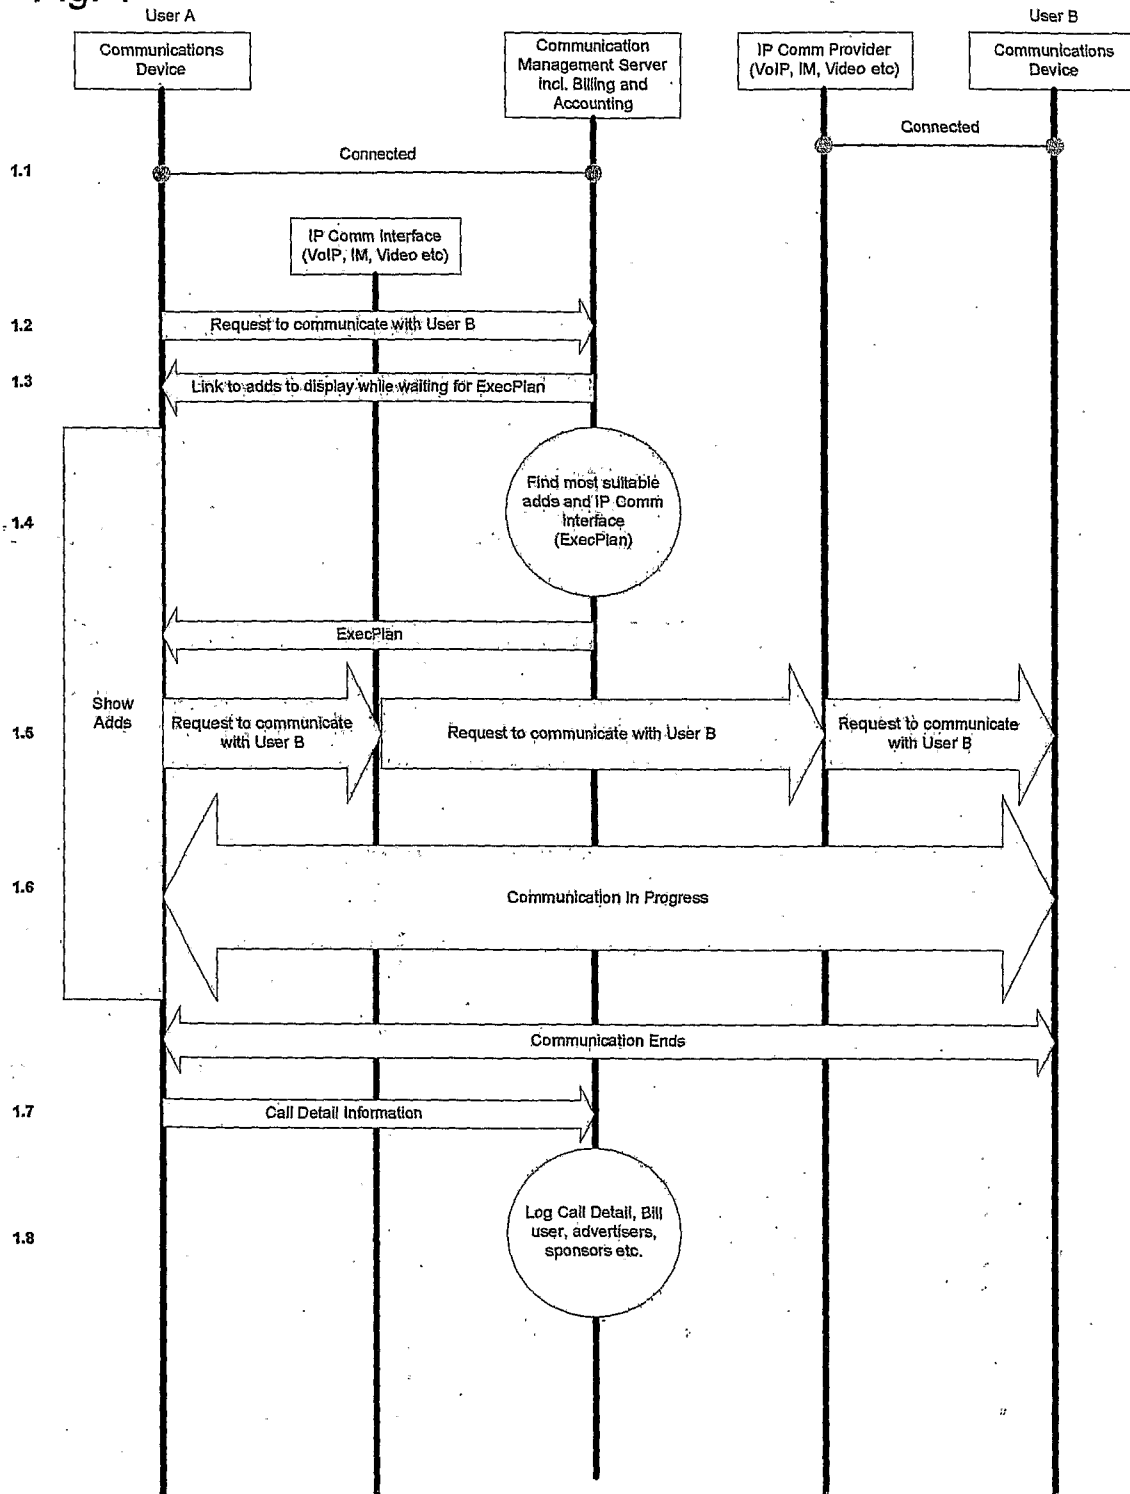 User A
User B
Communications
Device
Communication
Management Server
incl. Billing and
Accounting
IP Comm Provider
(VoIP, IM, Video etc)
Communications
Device
Connected
1.1
Connected
IP Comm Interface
(VoIP, IM, Video etc)
1.2
Request to communicate with User B
1.3
Link to adds to display while waiting for ExecPlan
1.4
Find most suitable
adds and IP Comm
Interface
(ExecPlan)
ExecPlan
Show
Adds
1.5
Request to communicate
with User B
Request to communicate with User B
Request to communicate
with User B
1.6
Communication In Progress
Communication Ends
1.7
Call Detail Information
1.8
Log Call Detail, Bill
user, advertisers,
sponsors etc.